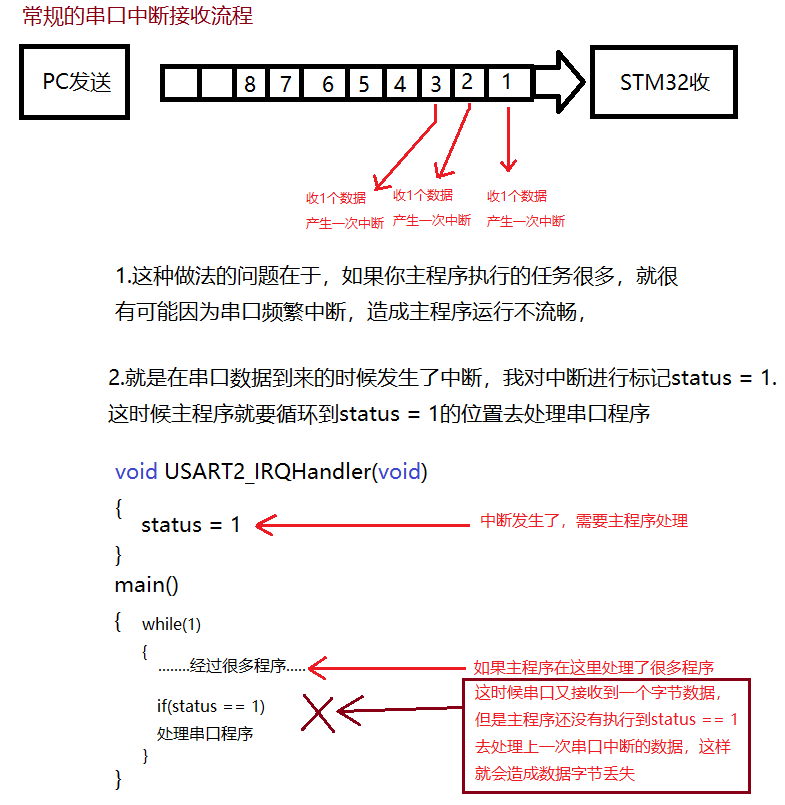 常规的串口中断接收流程
PC发送
8 7 6 5 4 3 2 1
STM32收
收1个数据 收1个数据 收1个数据
产生一次中断 产生一次中断 产生一次中断
1.这种做法的问题在于，如果你主程序执行的任务很多，就很
有可能因为串口频繁中断，造成主程序运行不流畅，
2.就是在串口数据到来的时候发生了中断，我对中断进行标记status = 1.
这时候主程序就要循环到status = 1的位置去处理串口程序
void USART2_IRQHandler(void)
{
status = 1
中断发生了，需要主程序处理
}
main()
{
while(1)
{
........经过很多程序.....
如果主程序在这里处理了很多程序
if(status == 1)
处理串口程序
}
}
这时候串口又接收到一个字节数据，
但是主程序还没有执行到status == 1
去处理上一次串口中断的数据，这样
就会造成数据字节丢失